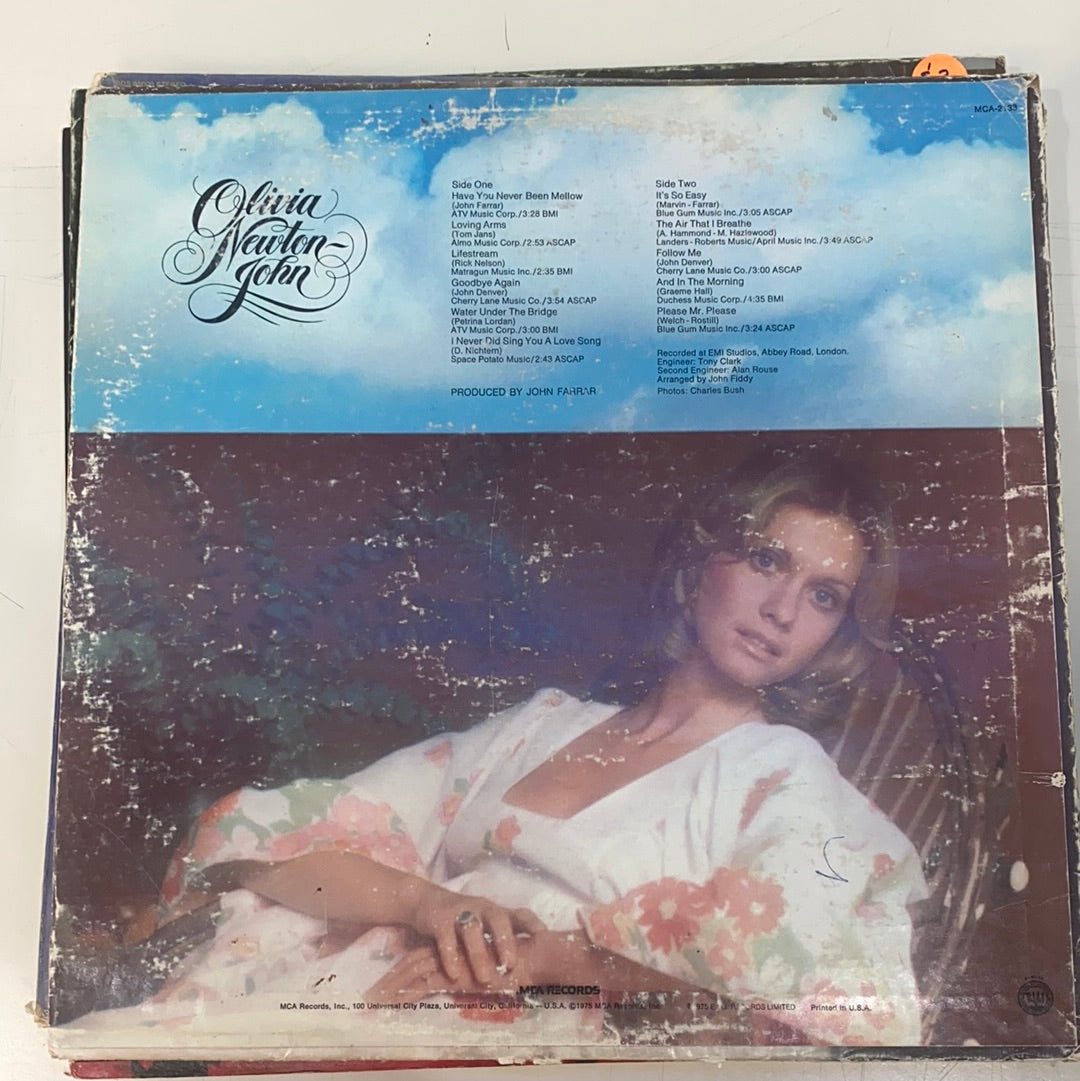 MCA-2133
Olivia
Newton-
John
Side One
Have You Never Been Mellow
(John Farrar)
ATV Music Corp./3:28 BMI
Loving Arms
(Tom Jans)
Almo Music Corp./2:53 ASCAP
Lifestream
(Rick Nelson)
Matragun Music Inc./2:35 BMI
Goodbye Again
(John Denver)
Cherry Lane Music Co./3:54 ASCAP
Water Under The Bridge
(Petrina Lordan)
ATV Music Corp./3:00 BMI
I Never Did Sing You A Love Song
(D. Nichtern)
Space Potato Music/2:43 ASCAP
PRODUCED BY JOHN FARRAR
Side Two
It's So Easy
(Marvin - Farrar)
Blue Gum Music Inc./3:05 ASCAP
The Air That I Breathe
(A. Hammond - M. Hazlewood)
Landers - Roberts Music/April Music Inc./3:49 ASCAP
Follow Me
(John Denver)
Cherry Lane Music Co./3:00 ASCAP
And In The Morning
(Graeme Hall)
Duchess Music Corp./4:35 BMI
Please Mr. Please
(Welch - Rostill)
Blue Gum Music Inc./3:24 ASCAP
Recorded at EMI Studios, Abbey Road, London.
Engineer: Tony Clark
Second Engineer: Alan Rouse
Arranged by John Fiddy
Photos: Charles Bush
MCA RECORDS
MCA Records, Inc., 100 Universal City Plaza, Universal City, California — U.S.A. ©1975 MCA Records, Inc. RECORDS LIMITED Printed in U.S.A.